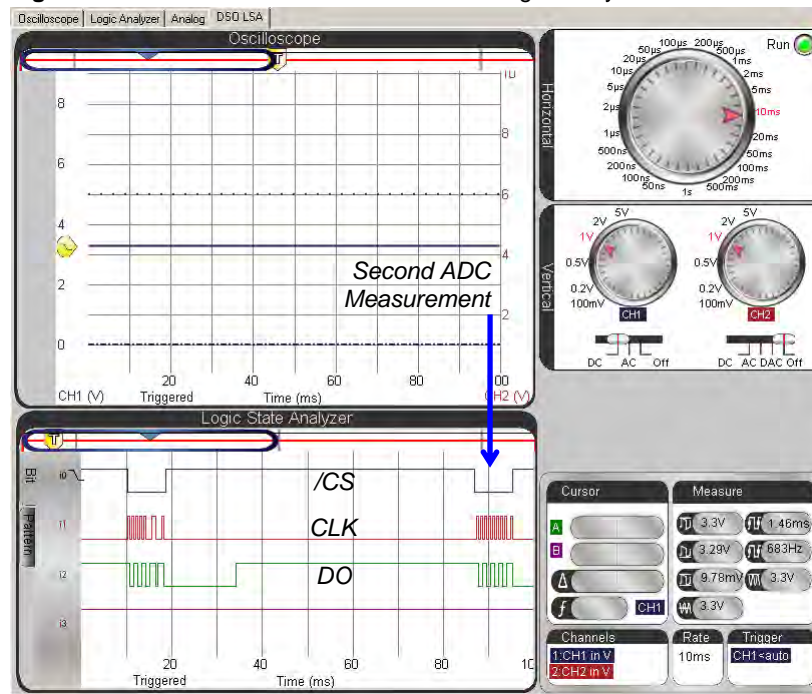 Oscilloscope Logic Analyzer Analog DSO LSA
Oscilloscope
8
6
4
2
0
8
6
4
2
20 40 60 80 00
CH1 (V) Triggered Time (ms) CH2 (V)
Second ADC
Measurement
Horizontal
Run
50ns
100ns
200ns
500ns
1µs
2µs
5µs
10µs
20µs
50µs
100µs
200µs
500µs
1ms
2ms
5ms
10ms
20ms
50ms
100ms
200ms
500ms
1s
Vertical
5V
2V
1V
0.5V
0.2V
100mV
CH1
DC AC Off
5V
2V
1V
0.5V
0.2V
100mV
CH2
DC AC DAC Off
Logic State Analyzer
T
Bit
Pattern
i0
i1
i2
i3
/CS
CLK
DO
20 40 60 80 10
Triggered Time (ms)
Cursor
A
B
Δ
f
CH1
Measure
3.3V 1.46ms
3.29V 683Hz
9.78mV 3.3V
3.3V
Channels
1:CH1 in V
2:CH2 in V
Rate
10ms
Trigger
CH1<auto